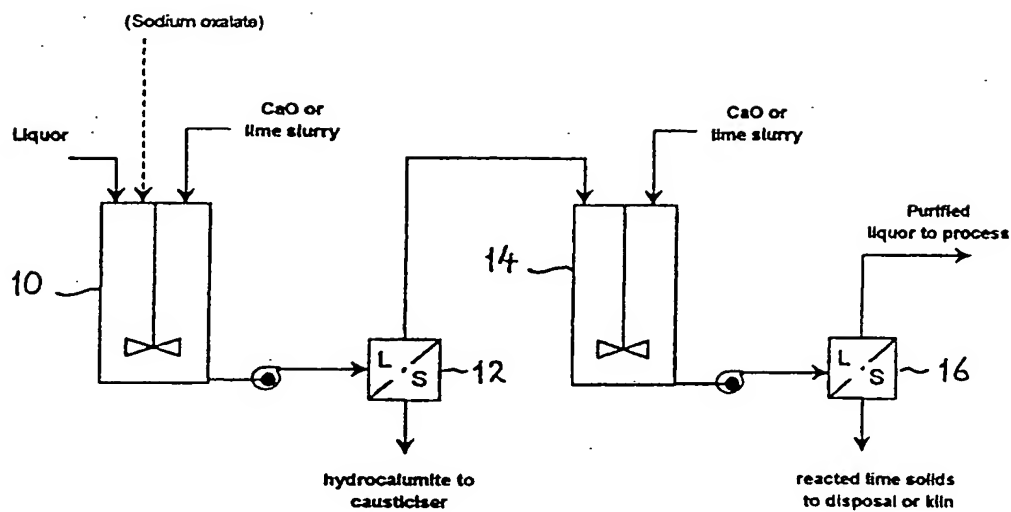 (Sodium oxalate)
Liquor
CaO or
lime slurry
CaO or
lime slurry
10
L
S
12
14
Purified
liquor to process
L
S
16
hydrocalumite to
causticiser
reacted lime solids
to disposal or kiln